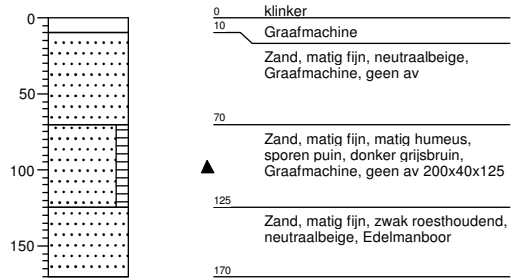 0
50
100
150
0 klinker
10 Graafmachine
Zand, matig fijn, neutraalbeige,
Graafmachine, geen av
70
Zand, matig fijn, matig humeus,
sporen puin, donker grijsbruin,
Graafmachine, geen av 200x40x125
125
Zand, matig fijn, zwak roesthoudend,
neutraalbeige, Edelmanboor
170